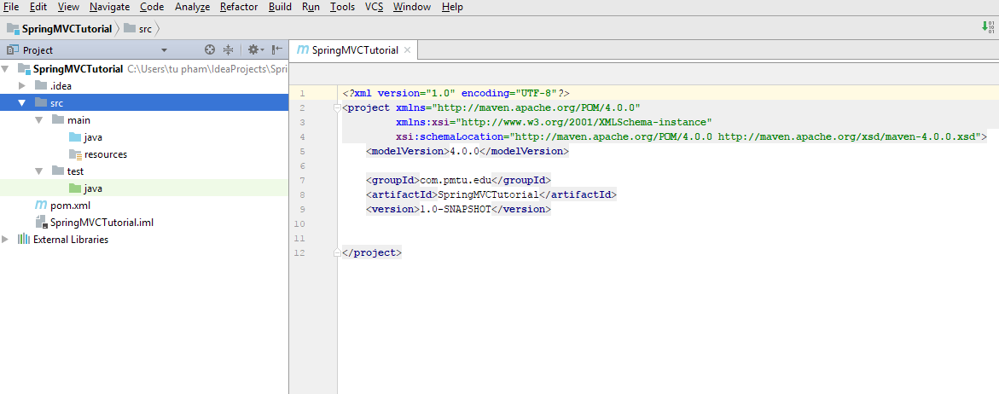 File Edit View Navigate Code Analyze Refactor Build Run Tools VCS Window Help
SpringMVCTutorial src
Project
SpringMVCTutorial C:\Users\tu pham\IdeaProjects\Spri
.idea
src
main
java
resources
test
java
pom.xml
SpringMVCTutorial.iml
External Libraries
SpringMVCTutorial
1 <?xml version="1.0" encoding="UTF-8"?>
2 <project xmlns="http://maven.apache.org/POM/4.0.0"
3 xmlns:xsi="http://www.w3.org/2001/XMLSchema-instance"
4 xsi:schemaLocation="http://maven.apache.org/POM/4.0.0 http://maven.apache.org/xsd/maven-4.0.0.xsd">
5 <modelVersion>4.0.0</modelVersion>
6
7 <groupId>com.pmtu.edu</groupId>
8 <artifactId>SpringMVCTutorial</artifactId>
9 <version>1.0-SNAPSHOT</version>
10
11
12 </project>